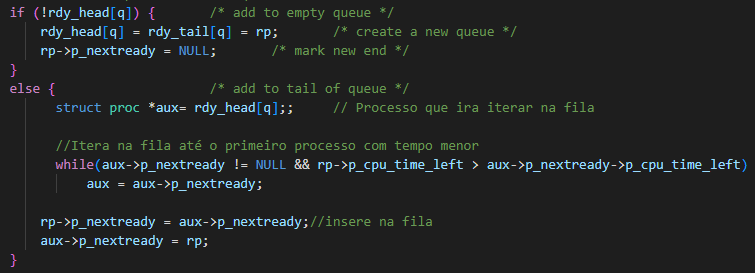 if (!rdy_head[q]) {        /* add to empty queue */
    rdy_head[q] = rdy_tail[q] = rp;        /* create a new queue */
    rp->p_nextready = NULL;        /* mark new end */
}
else {                     /* add to tail of queue */
      struct proc *aux= rdy_head[q];;     // Processo que ira iterar na fila
      //Itera na fila até o primeiro processo com tempo menor
      while(aux->p_nextready != NULL && rp->p_cpu_time_left > aux->p_nextready->p_cpu_time_left)
          aux = aux->p_nextready;
    rp->p_nextready = aux->p_nextready;//insere na fila
    aux->p_nextready = rp;
}